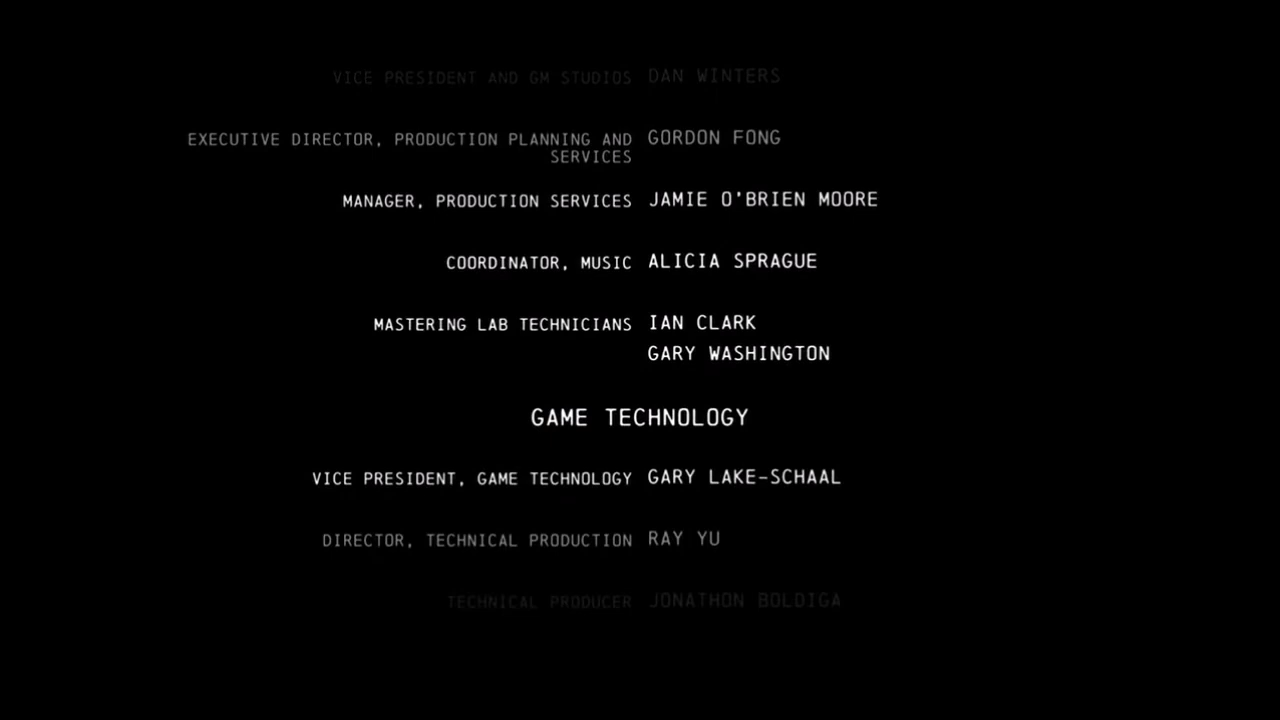 VICE PRESIDENT AND GM STUDIOS DAN WINTERS
EXECUTIVE DIRECTOR, PRODUCTION PLANNING AND GORDON FONG
SERVICES
MANAGER, PRODUCTION SERVICES JAMIE O'BRIEN MOORE
COORDINATOR, MUSIC ALICIA SPRAGUE
MASTERING LAB TECHNICIANS IAN CLARK
GARY WASHINGTON
GAME TECHNOLOGY
VICE PRESIDENT, GAME TECHNOLOGY GARY LAKE-SCHAAL
DIRECTOR, TECHNICAL PRODUCTION RAY YU
TECHNICAL PRODUCER JONATHON BOLDIGA